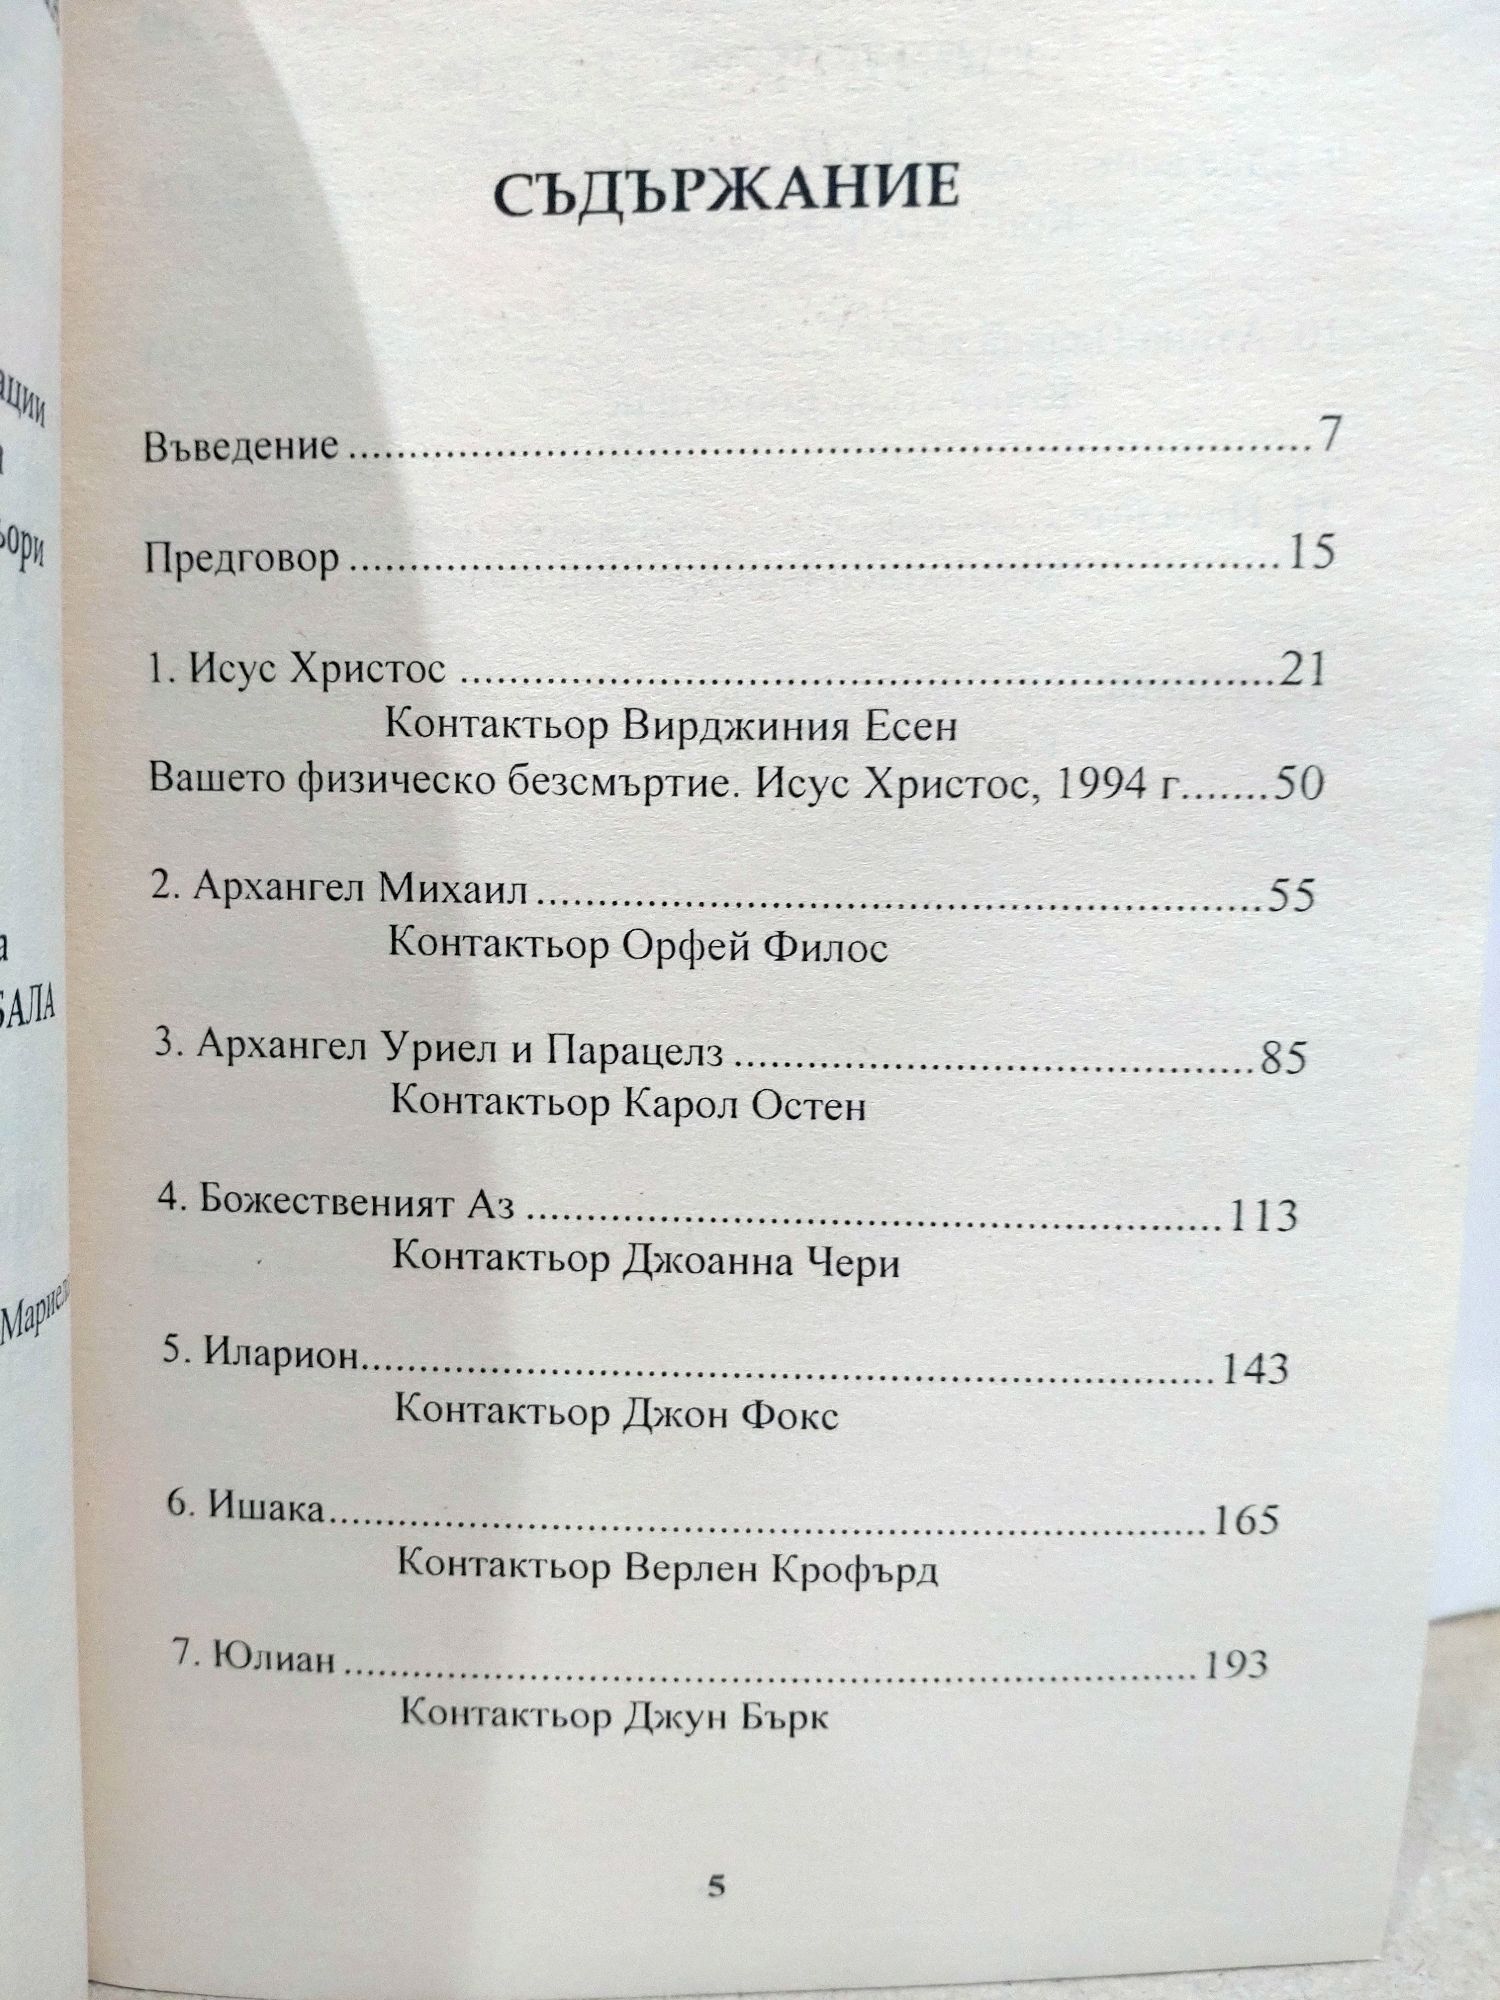 СЪДЪРЖАНИЕ
Въведение.......7
Предговор.......15
1. Исус Христос.......21
Контактьор Вирджиния Есен
Вашето физическо безсмъртие. Исус Христос, 1994 г.......50
2. Архангел Михаил.......55
Контактьор Орфей Филос
3. Архангел Уриел и Парацелз.......85
Контактьор Карол Остен
4. Божественият Аз.......113
Контактьор Джоанна Чери
5. Иларион.......143
Контактьор Джон Фокс
6. Ишака.......165
Контактьор Верлен Крофърд
7. Юлиан.......193
Контактьор Джун Бърк
5